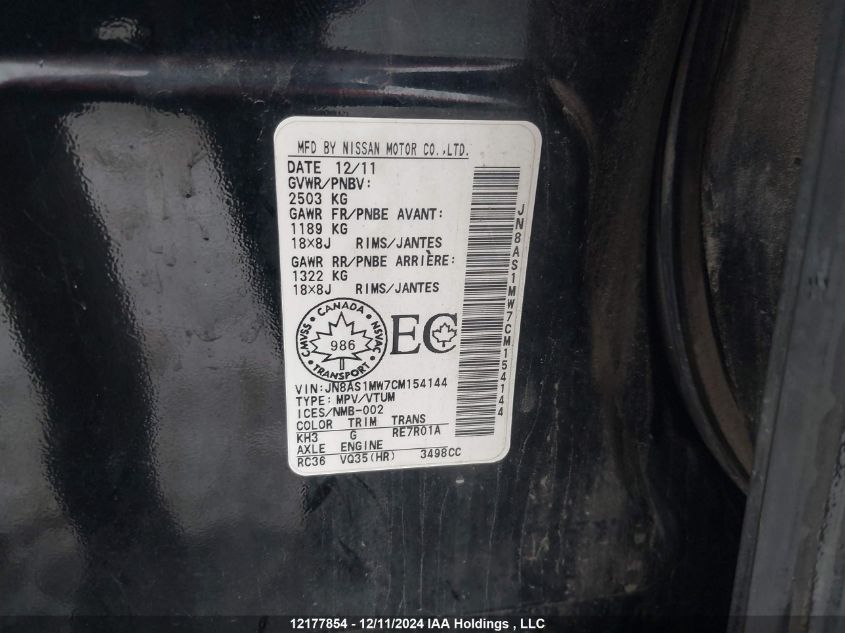 MFD BY NISSAN MOTOR CO.,LTD.
DATE 12/11
GVWR/PNBV:
2503 KG
GAWR FR/PNBE AVANT:
1189 KG
18×8J RIMS/JANTES
GAWR RR/PNBE ARRIÈRE:
1322 KG
18×8J RIMS/JANTES
CANADA
CMVSS 986 NSVAC
TRANSPORT
EC
VIN:JN8AS1MW7CM154144
TYPE: MPV/VTUM
ICES/NMB-002
COLOR TRIM TRANS
KH3 G RE7R01A
AXLE ENGINE
RC36 VQ35(HR) 3498CC
JN8AS1MW7CM154144
12177854 - 12/11/2024 IAA Holdings , LLC